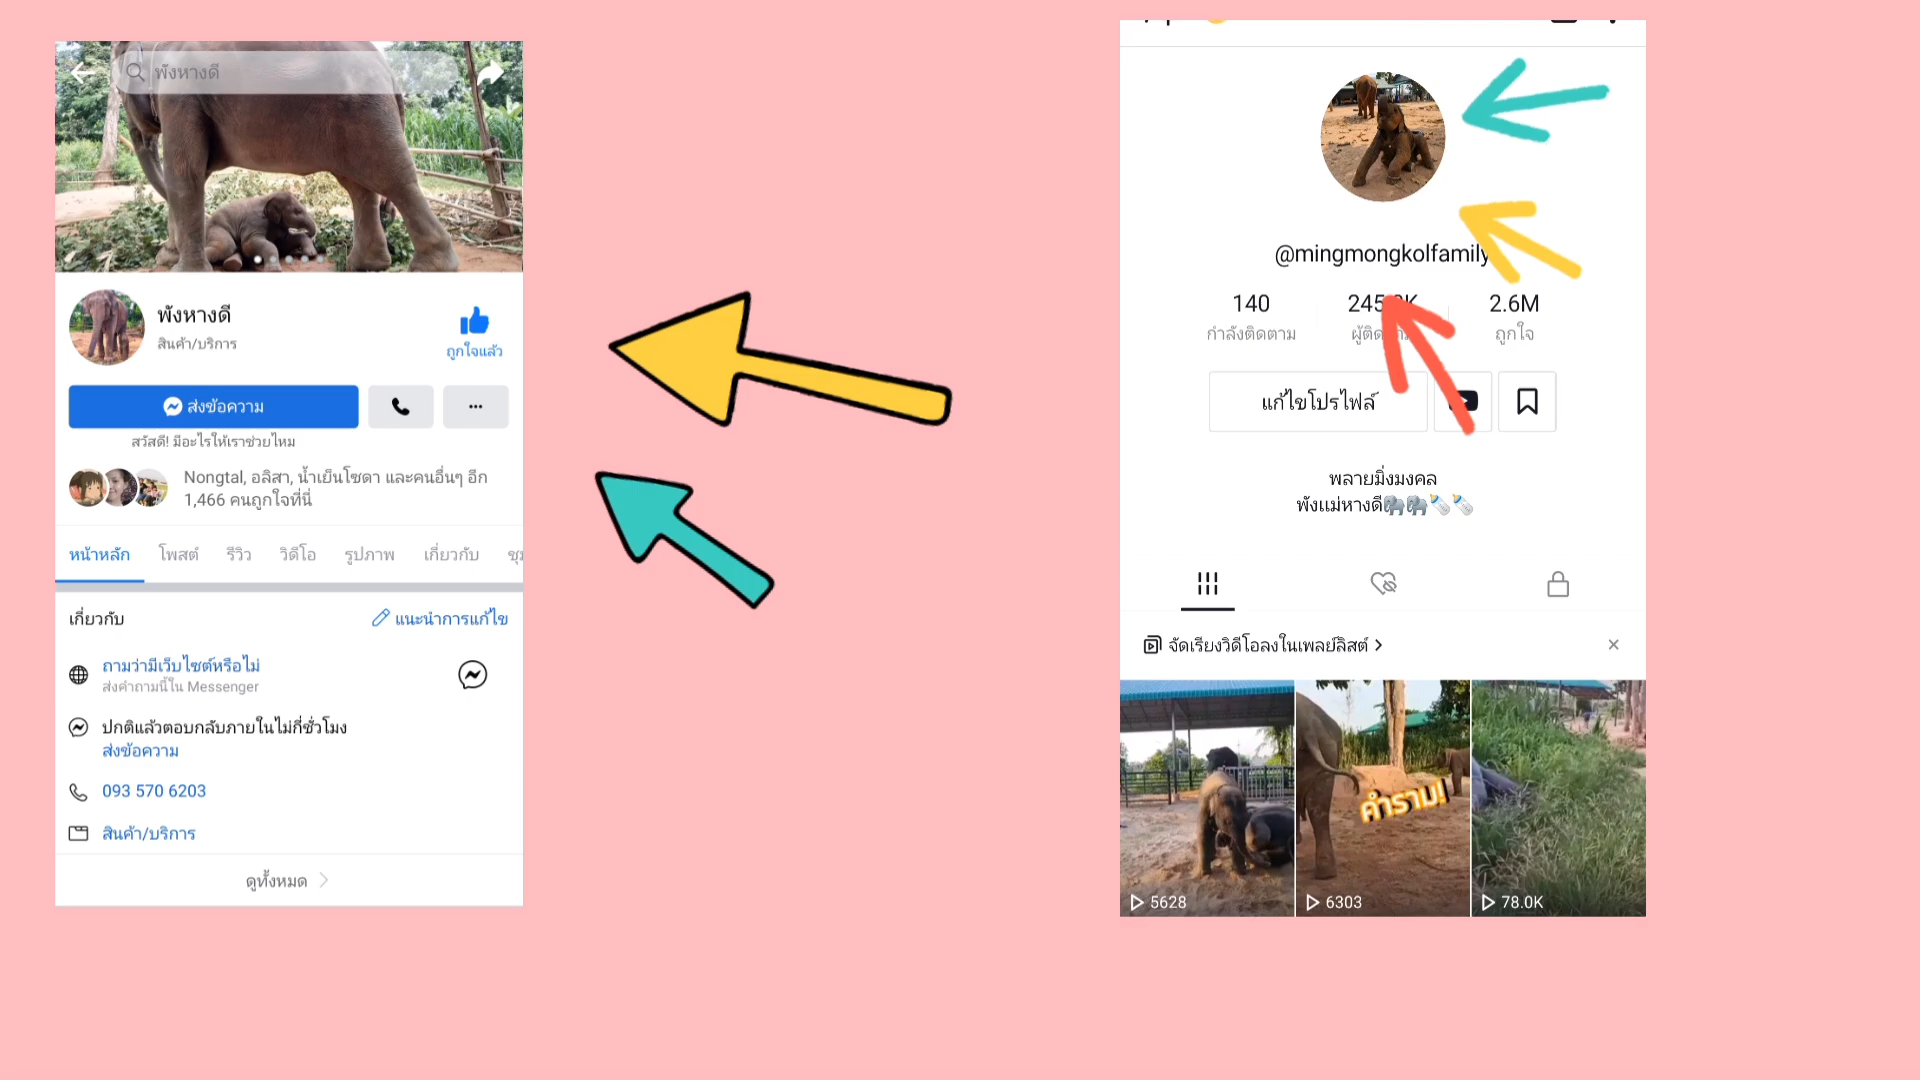 พังหางดี
พังหางดี
สินค้า/บริการ
ถูกใจแล้ว
ส่งข้อความ
สวัสดี! มีอะไรให้เราช่วยไหม
Nongtal, อลิสา, น้ำเย็นโซดา และคนอื่นๆ อีก
1,466 คนถูกใจที่นี่
หน้าหลัก โพสต์ รีวิว วิดีโอ รูปภาพ เกี่ยวกับ
เกี่ยวกับ แนะนำการแก้ไข
ถามว่ามีเว็บไซต์หรือไม่
ส่งคำถามนี้ใน Messenger
ปกติแล้วตอบกลับภายในไม่กี่ชั่วโมง
ส่งข้อความ
093 570 6203
สินค้า/บริการ
ดูทั้งหมด
@mingmongkolfamily
140 2.6M
กำลังติดตาม ถูกใจ
แก้ไขโปรไฟล์
พลายมิ่งมงคล
พังแม่หางดี🐘🐘🍼🍼
จัดเรียงวิดีโอลงในเพลย์ลิสต์
คำราม!
5628 6303 78.0K